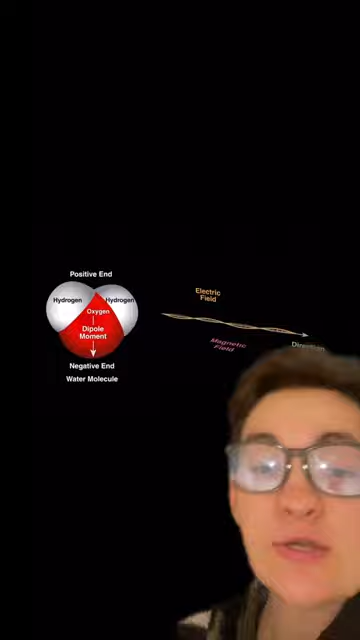 Positive End
Hydrogen
Hydrogen
Oxygen
Dipole
Moment
Negative End
Water Molecule
Electric
Field
Magnetic
Field